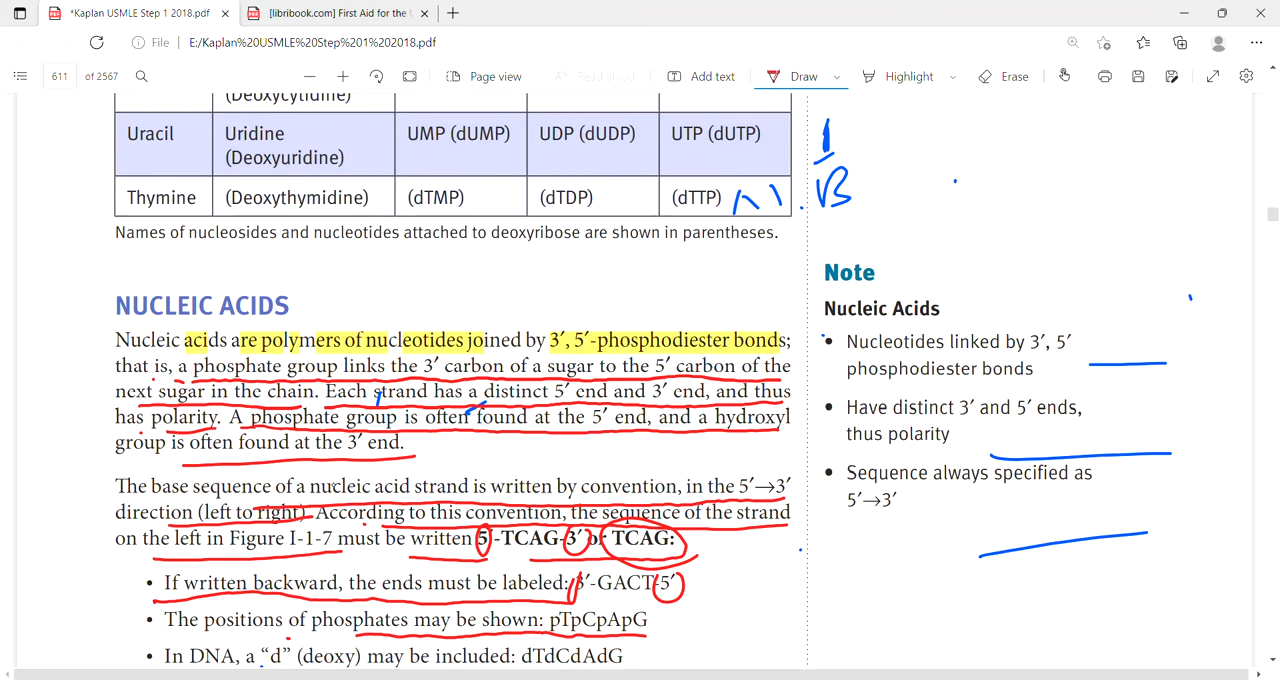 *Kaplan USMLE Step 1 2018.pdf
[libribook.com] First Aid for the
File E:/Kaplan%20USMLE%20Step%201%202018.pdf
611 of 2567 Page view Read aloud Add text Draw Highlight Erase
(Deoxycytidine)
Uracil Uridine (Deoxyuridine) UMP (dUMP) UDP (dUDP) UTP (dUTP)
Thymine (Deoxythymidine) (dTMP) (dTDP) (dTTP)
Names of nucleosides and nucleotides attached to deoxyribose are shown in parentheses.
NUCLEIC ACIDS
Nucleic acids are polymers of nucleotides joined by 3′, 5′-phosphodiester bonds;
that is, a phosphate group links the 3′ carbon of a sugar to the 5′ carbon of the
next sugar in the chain. Each strand has a distinct 5′ end and 3′ end, and thus
has polarity. A phosphate group is often found at the 5′ end, and a hydroxyl
group is often found at the 3′ end.
The base sequence of a nucleic acid strand is written by convention, in the 5′→3′
direction (left to right). According to this convention, the sequence of the strand
on the left in Figure I-1-7 must be written 5′-TCAG-3′ or TCAG:
• If written backward, the ends must be labeled: 3′-GACT-5′
• The positions of phosphates may be shown: pTpCpApG
• In DNA, a “d” (deoxy) may be included: dTdCdAdG
Note
Nucleic Acids
• Nucleotides linked by 3′, 5′
phosphodiester bonds
• Have distinct 3′ and 5′ ends,
thus polarity
• Sequence always specified as
5′→3′